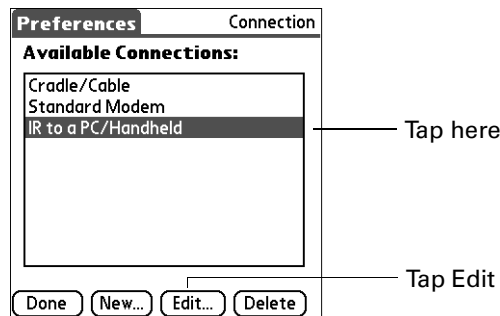 Preferences Connection
Available Connections:
Cradle/Cable
Standard Modem
IR to a PC/Handheld
Tap here
Tap Edit
Done New... Edit... Delete